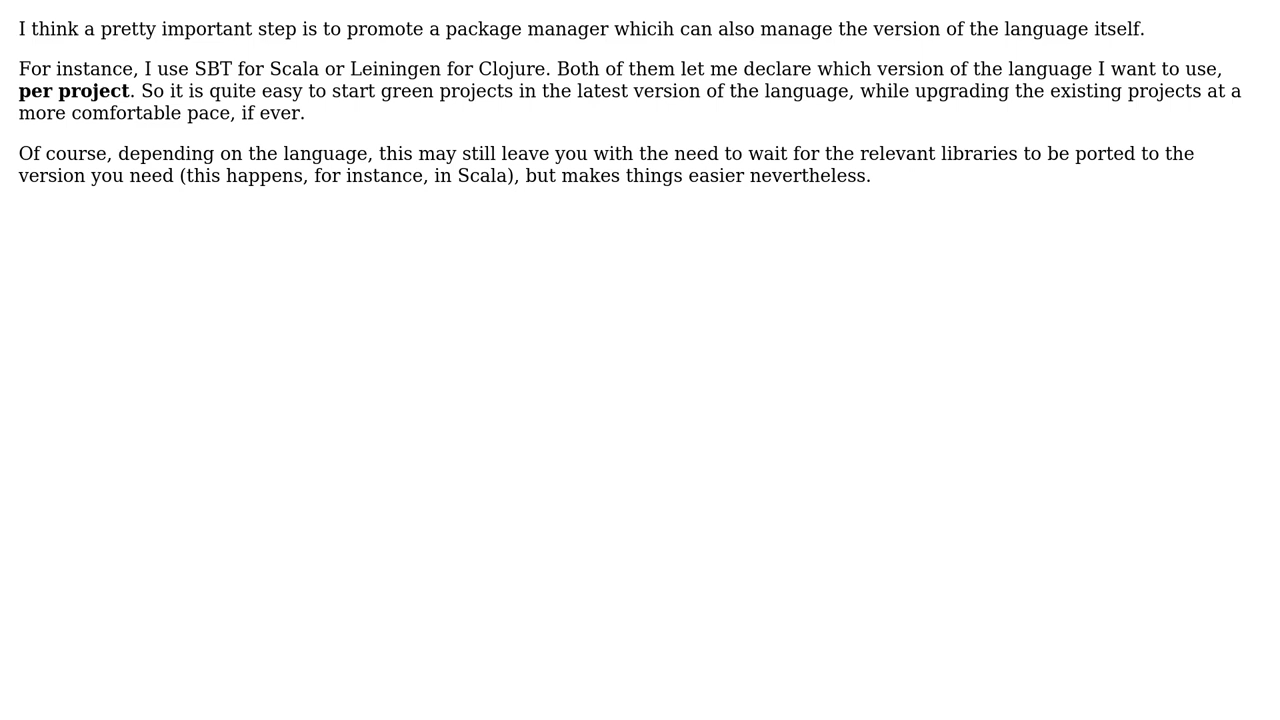 I think a pretty important step is to promote a package manager whicih can also manage the version of the language itself.
For instance, I use SBT for Scala or Leiningen for Clojure. Both of them let me declare which version of the language I want to use,
per project. So it is quite easy to start green projects in the latest version of the language, while upgrading the existing projects at a
more comfortable pace, if ever.
Of course, depending on the language, this may still leave you with the need to wait for the relevant libraries to be ported to the
version you need (this happens, for instance, in Scala), but makes things easier nevertheless.